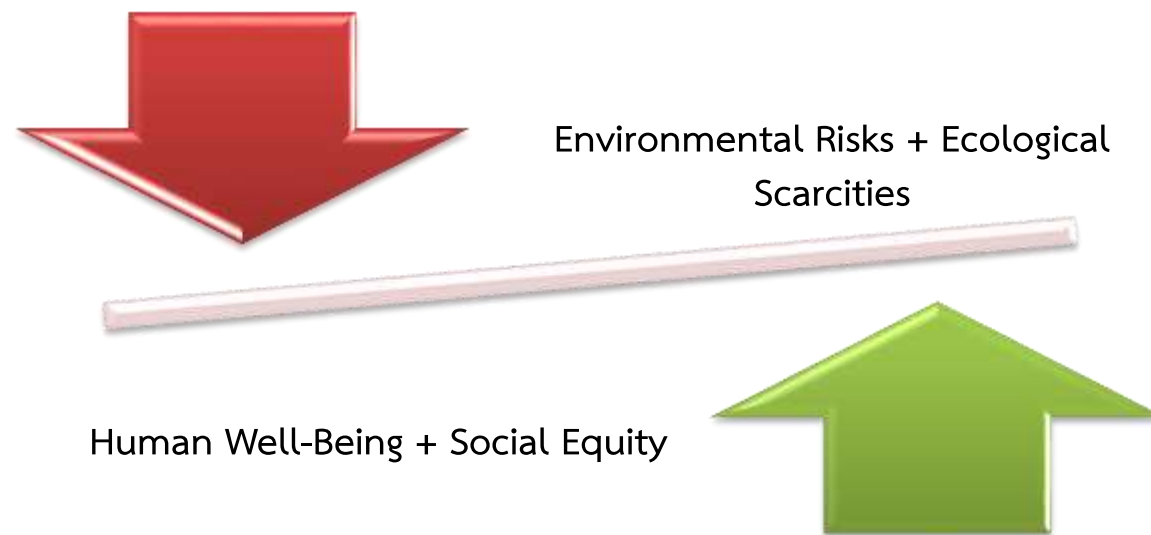 Environmental Risks + Ecological
Scarcities
Human Well-Being + Social Equity